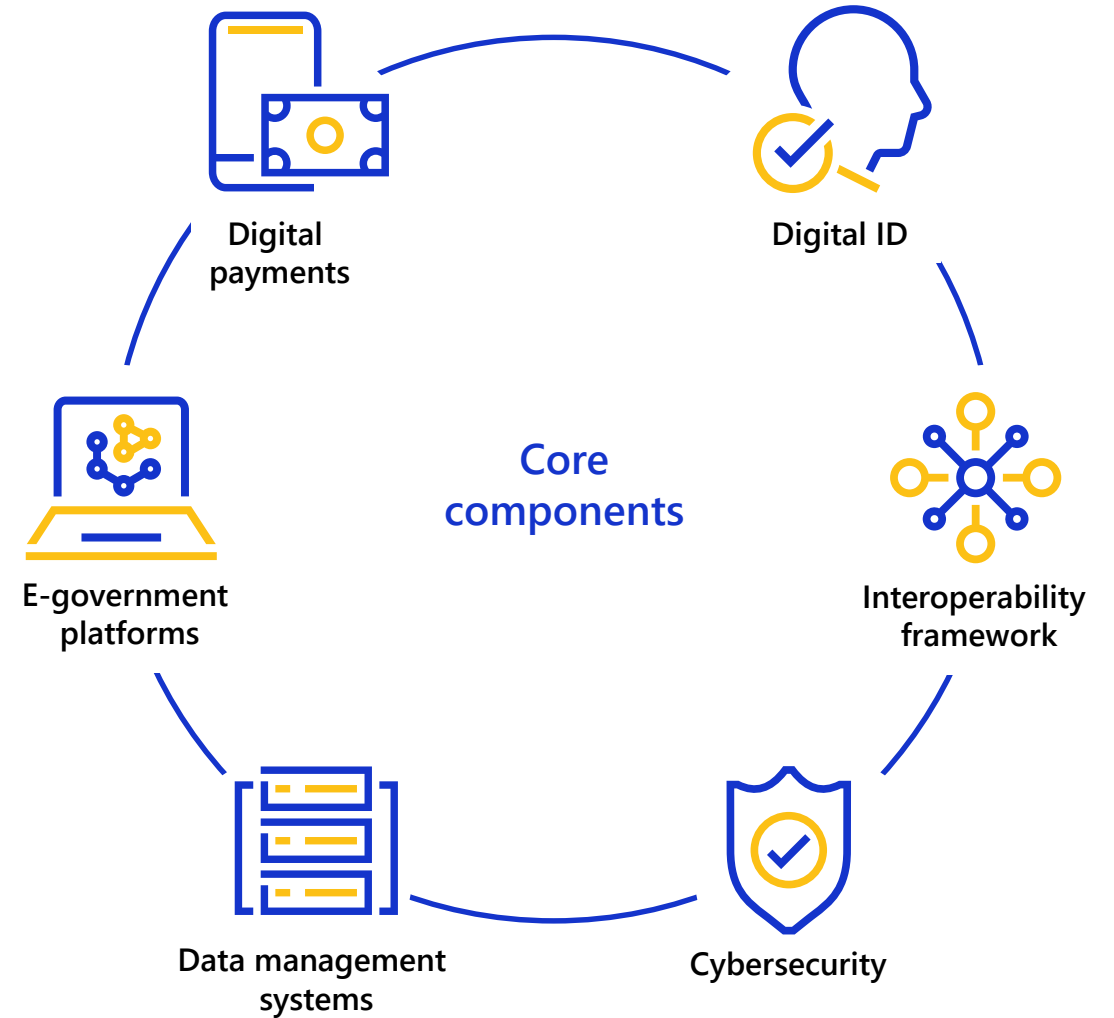 Digital
payments
Digital ID
Core
components
E-government
platforms
Interoperability
framework
Data management
systems
Cybersecurity